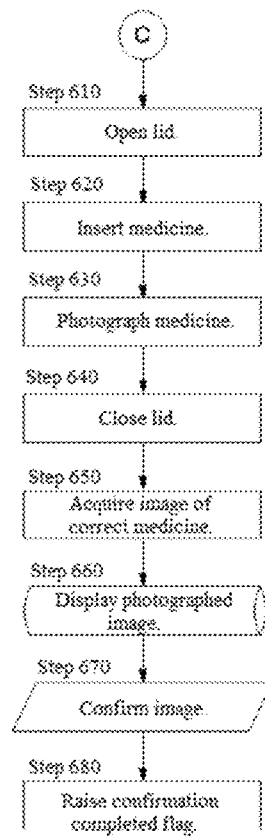 C
Step 610
Open lid.
Step 620
Insert medicine.
Step 630
Photograph medicine.
Step 640
Close lid.
Step 650
Acquire image of
correct medicine.
Step 660
Display photographed
image.
Step 670
Confirm image.
Step 680
Raise confirmation
completed flag.